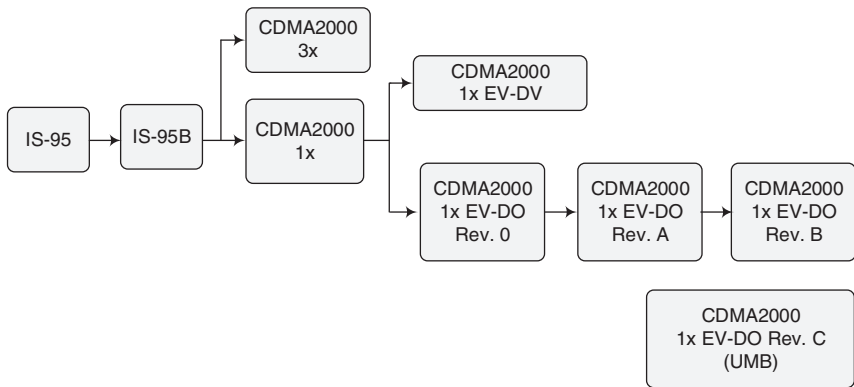 CDMA2000
3x
CDMA2000
1x EV-DV
IS-95
IS-95B
CDMA2000
1x
CDMA2000
1x EV-DO
Rev. 0
CDMA2000
1x EV-DO
Rev. A
CDMA2000
1x EV-DO
Rev. B
CDMA2000
1x EV-DO Rev. C
(UMB)